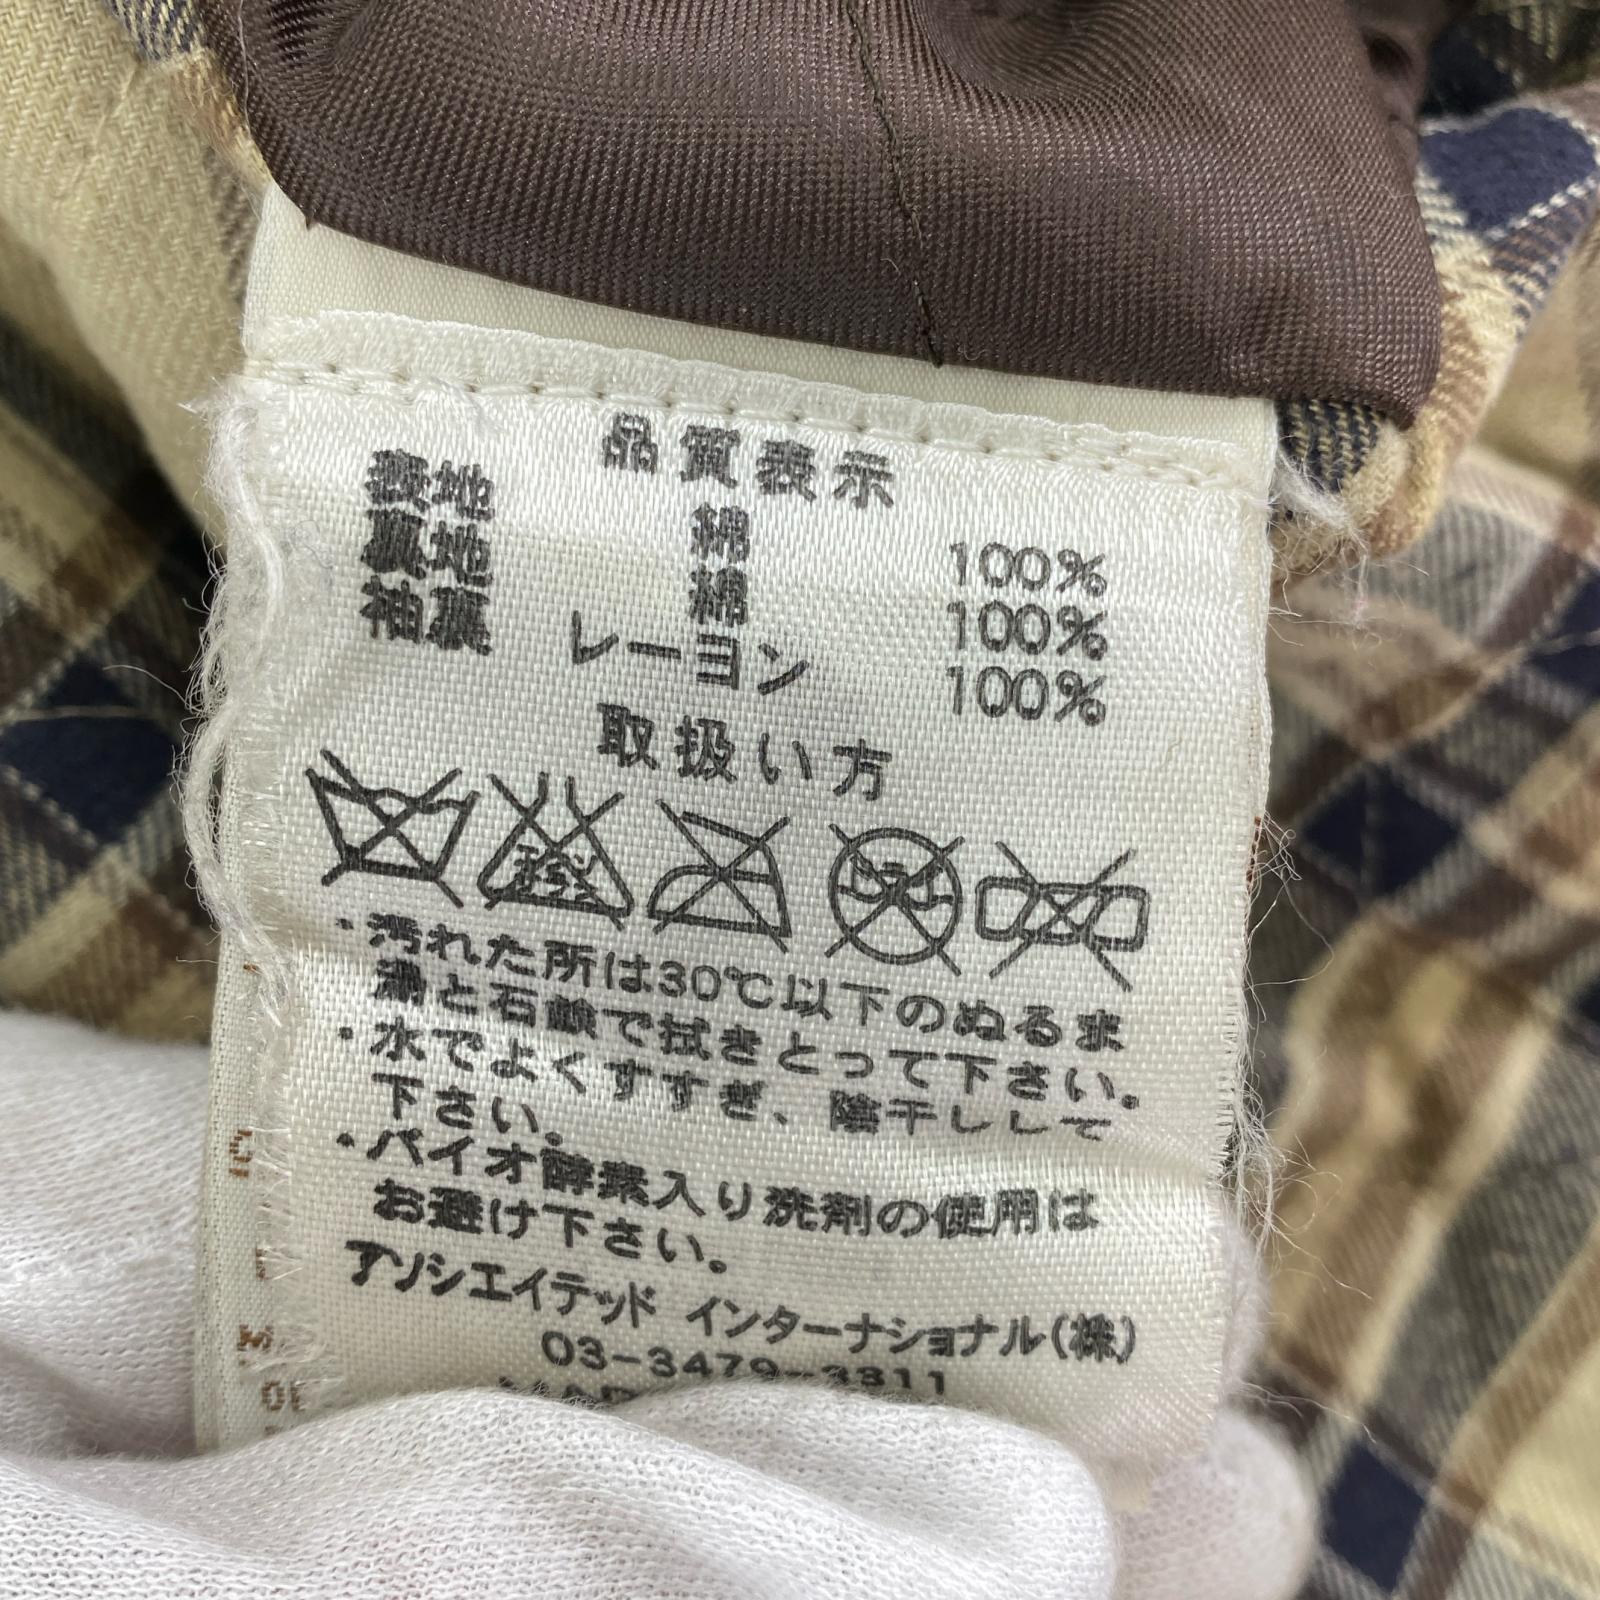 品質表示
表地 綿 100%
裏地 綿 100%
袖裏 レーヨン 100%
取扱い方
・汚れた所は30℃以下のぬるま
湯と石鹸で拭きとって下さい。
・水でよくすすぎ、陰干しして
下さい。
・バイオ酵素入り洗剤の使用は
お避け下さい。
アソシエイテッド インターナショナル(株)
03-3479-3311